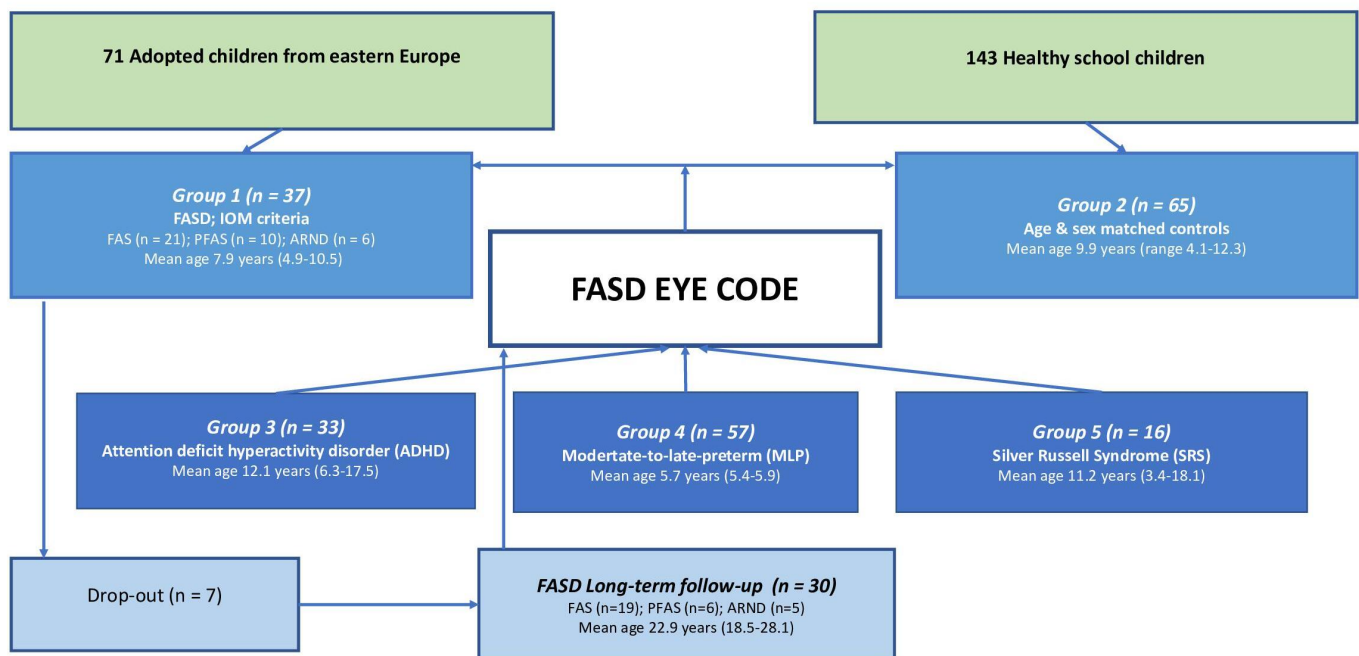 71 Adopted children from eastern Europe
143 Healthy school children
Group 1 (n = 37)
FASD; IOM criteria
FAS (n = 21); PFAS (n = 10); ARND (n = 6)
Mean age 7.9 years (4.9-10.5)
Group 2 (n = 65)
Age & sex matched controls
Mean age 9.9 years (range 4.1-12.3)
FASD EYE CODE
Group 3 (n = 33)
Attention deficit hyperactivity disorder (ADHD)
Mean age 12.1 years (6.3-17.5)
Group 4 (n = 57)
Modertate-to-late-preterm (MLP)
Mean age 5.7 years (5.4-5.9)
Group 5 (n = 16)
Silver Russell Syndrome (SRS)
Mean age 11.2 years (3.4-18.1)
Drop-out (n = 7)
FASD Long-term follow-up (n = 30)
FAS (n=19); PFAS (n=6); ARND (n=5)
Mean age 22.9 years (18.5-28.1)